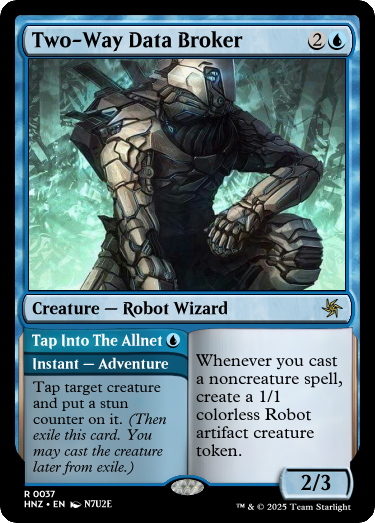 Two-Way Data Broker 2
Creature — Robot Wizard
Tap Into The Allnet
Instant — Adventure
Tap target creature
and put a stun
counter on it. (Then
exile this card. You
may cast the creature
later from exile.)
Whenever you cast
a noncreature spell,
create a 1/1
colorless Robot
artifact creature
token.
2/3
R 0037
HNZ • EN N7U2E
™ & © 2025 Team Starlight